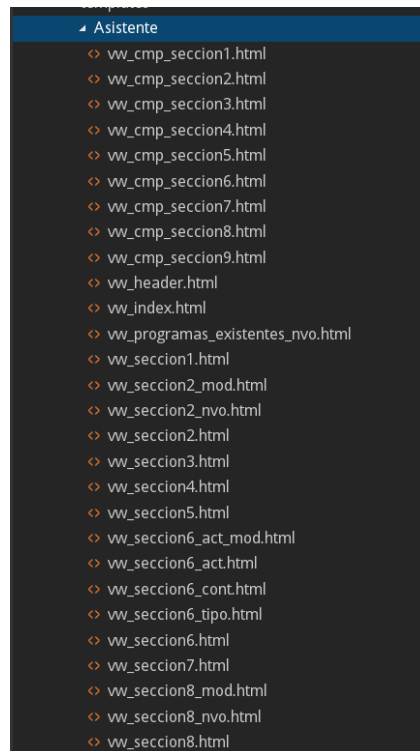 Asistente
<> vw_cmp_seccion1.html
<> vw_cmp_seccion2.html
<> vw_cmp_seccion3.html
<> vw_cmp_seccion4.html
<> vw_cmp_seccion5.html
<> vw_cmp_seccion6.html
<> vw_cmp_seccion7.html
<> vw_cmp_seccion8.html
<> vw_cmp_seccion9.html
<> vw_header.html
<> vw_index.html
<> vw_programas_existentes_nvo.html
<> vw_seccion1.html
<> vw_seccion2_mod.html
<> vw_seccion2_nvo.html
<> vw_seccion2.html
<> vw_seccion3.html
<> vw_seccion4.html
<> vw_seccion5.html
<> vw_seccion6_act_mod.html
<> vw_seccion6_act.html
<> vw_seccion6_cont.html
<> vw_seccion6_tipo.html
<> vw_seccion6.html
<> vw_seccion7.html
<> vw_seccion8_mod.html
<> vw_seccion8_nvo.html
<> vw_seccion8.html